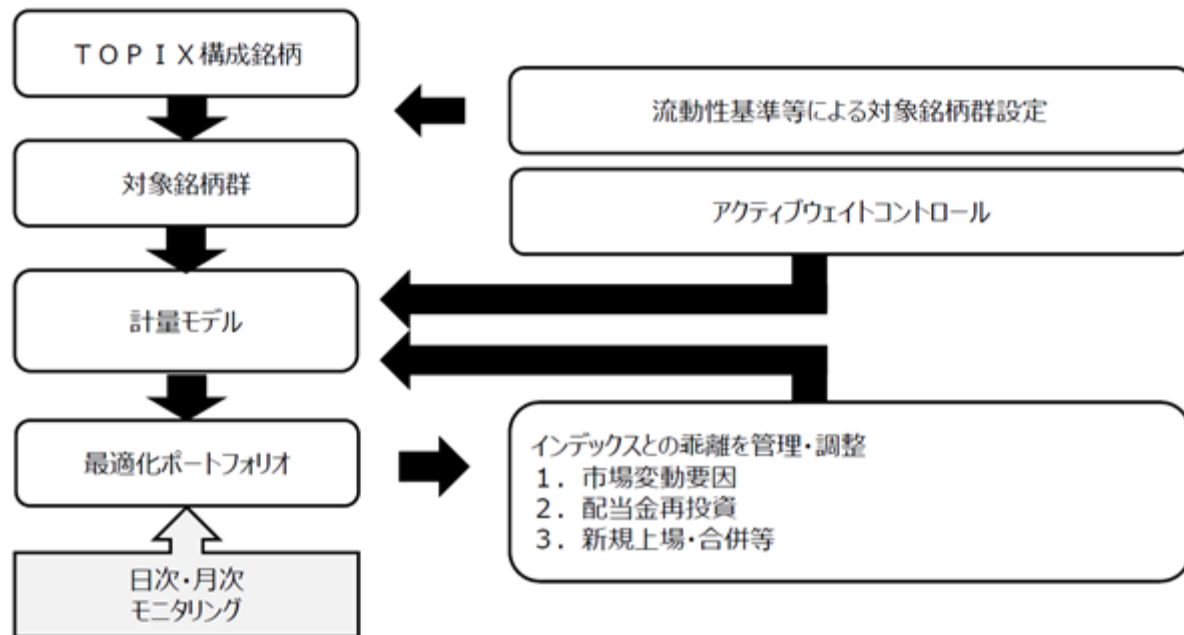 ＴＯＰＩＸ構成銘柄
流動性基準等による対象銘柄群設定
対象銘柄群
アクティブウェイトコントロール
計量モデル
最適化ポートフォリオ
インデックスとの乖離を管理・調整
１．市場変動要因
２．配当金再投資
３．新規上場・合併等
日次・月次
モニタリング